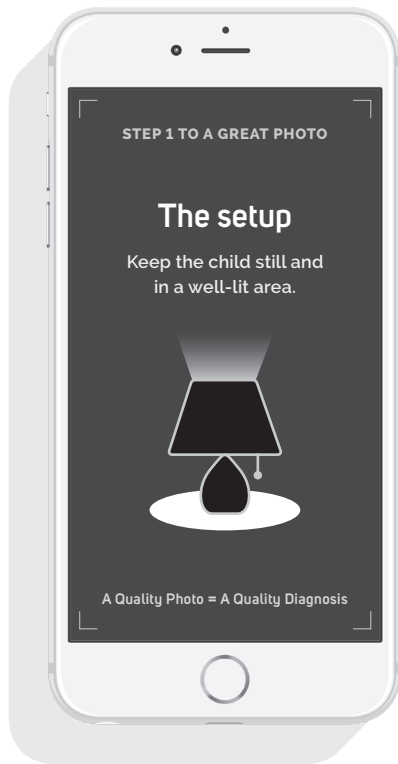 STEP 1 TO A GREAT PHOTO
The setup
Keep the child still and
in a well-lit area.
A Quality Photo = A Quality Diagnosis